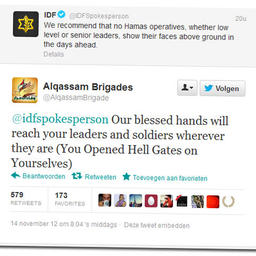 IDF @IDFSpokesperson 20u
We recommend that no Hamas operatives, whether low
level or senior leaders, show their faces above ground in
the days ahead.
Details
Alqassam Brigades
@AlqassamBrigade
Volgen
@idfspokesperson Our blessed hands will
reach your leaders and soldiers wherever
they are (You Opened Hell Gates on
Yourselves)
Beantwoorden Retweeten Toevoegen aan favorieten
579 173
RETWEETS FAVORIETES
14 november 12 om 8.04 's middags · Deze tweet embedden